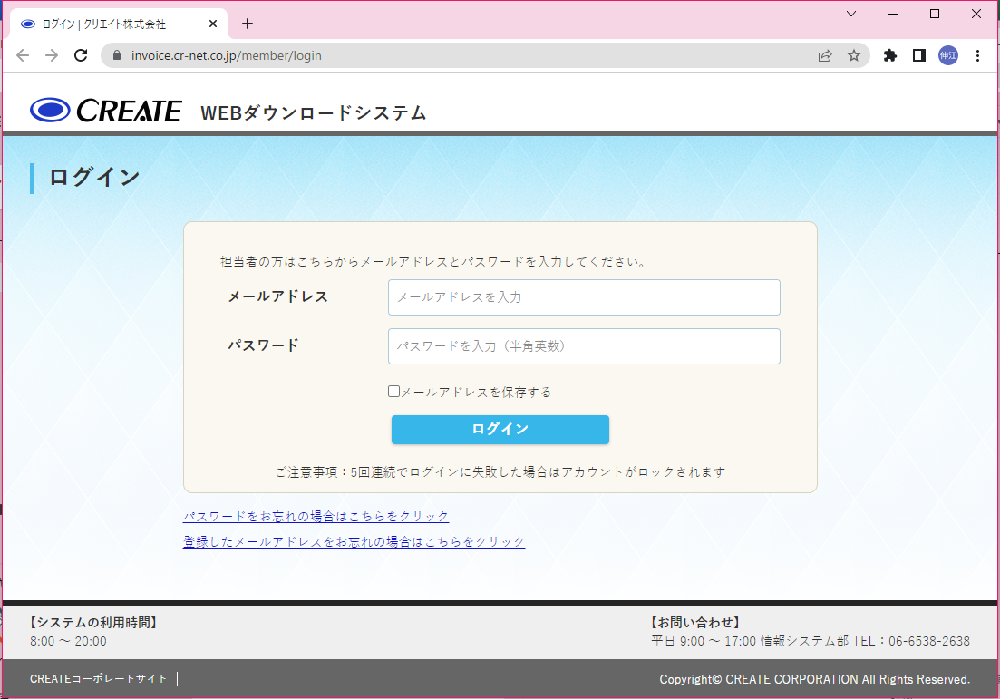 ログイン | クリエイト株式会社
invoice.cr-net.co.jp/member/login
伸江
CREATE WEBダウンロードシステム
ログイン
担当者の方はこちらからメールアドレスとパスワードを入力してください。
メールアドレス メールアドレスを入力
パスワード パスワードを入力（半角英数）
メールアドレスを保存する
ログイン
ご注意事項：5回連続でログインに失敗した場合はアカウントがロックされます
パスワードをお忘れの場合はこちらをクリック
登録したメールアドレスをお忘れの場合はこちらをクリック
【システムの利用時間】 【お問い合わせ】
8:00 ～ 20:00 平日 9:00 ～ 17:00 情報システム部 TEL：06-6538-2638
CREATEコーポレートサイト Copyright© CREATE CORPORATION All Rights Reserved.